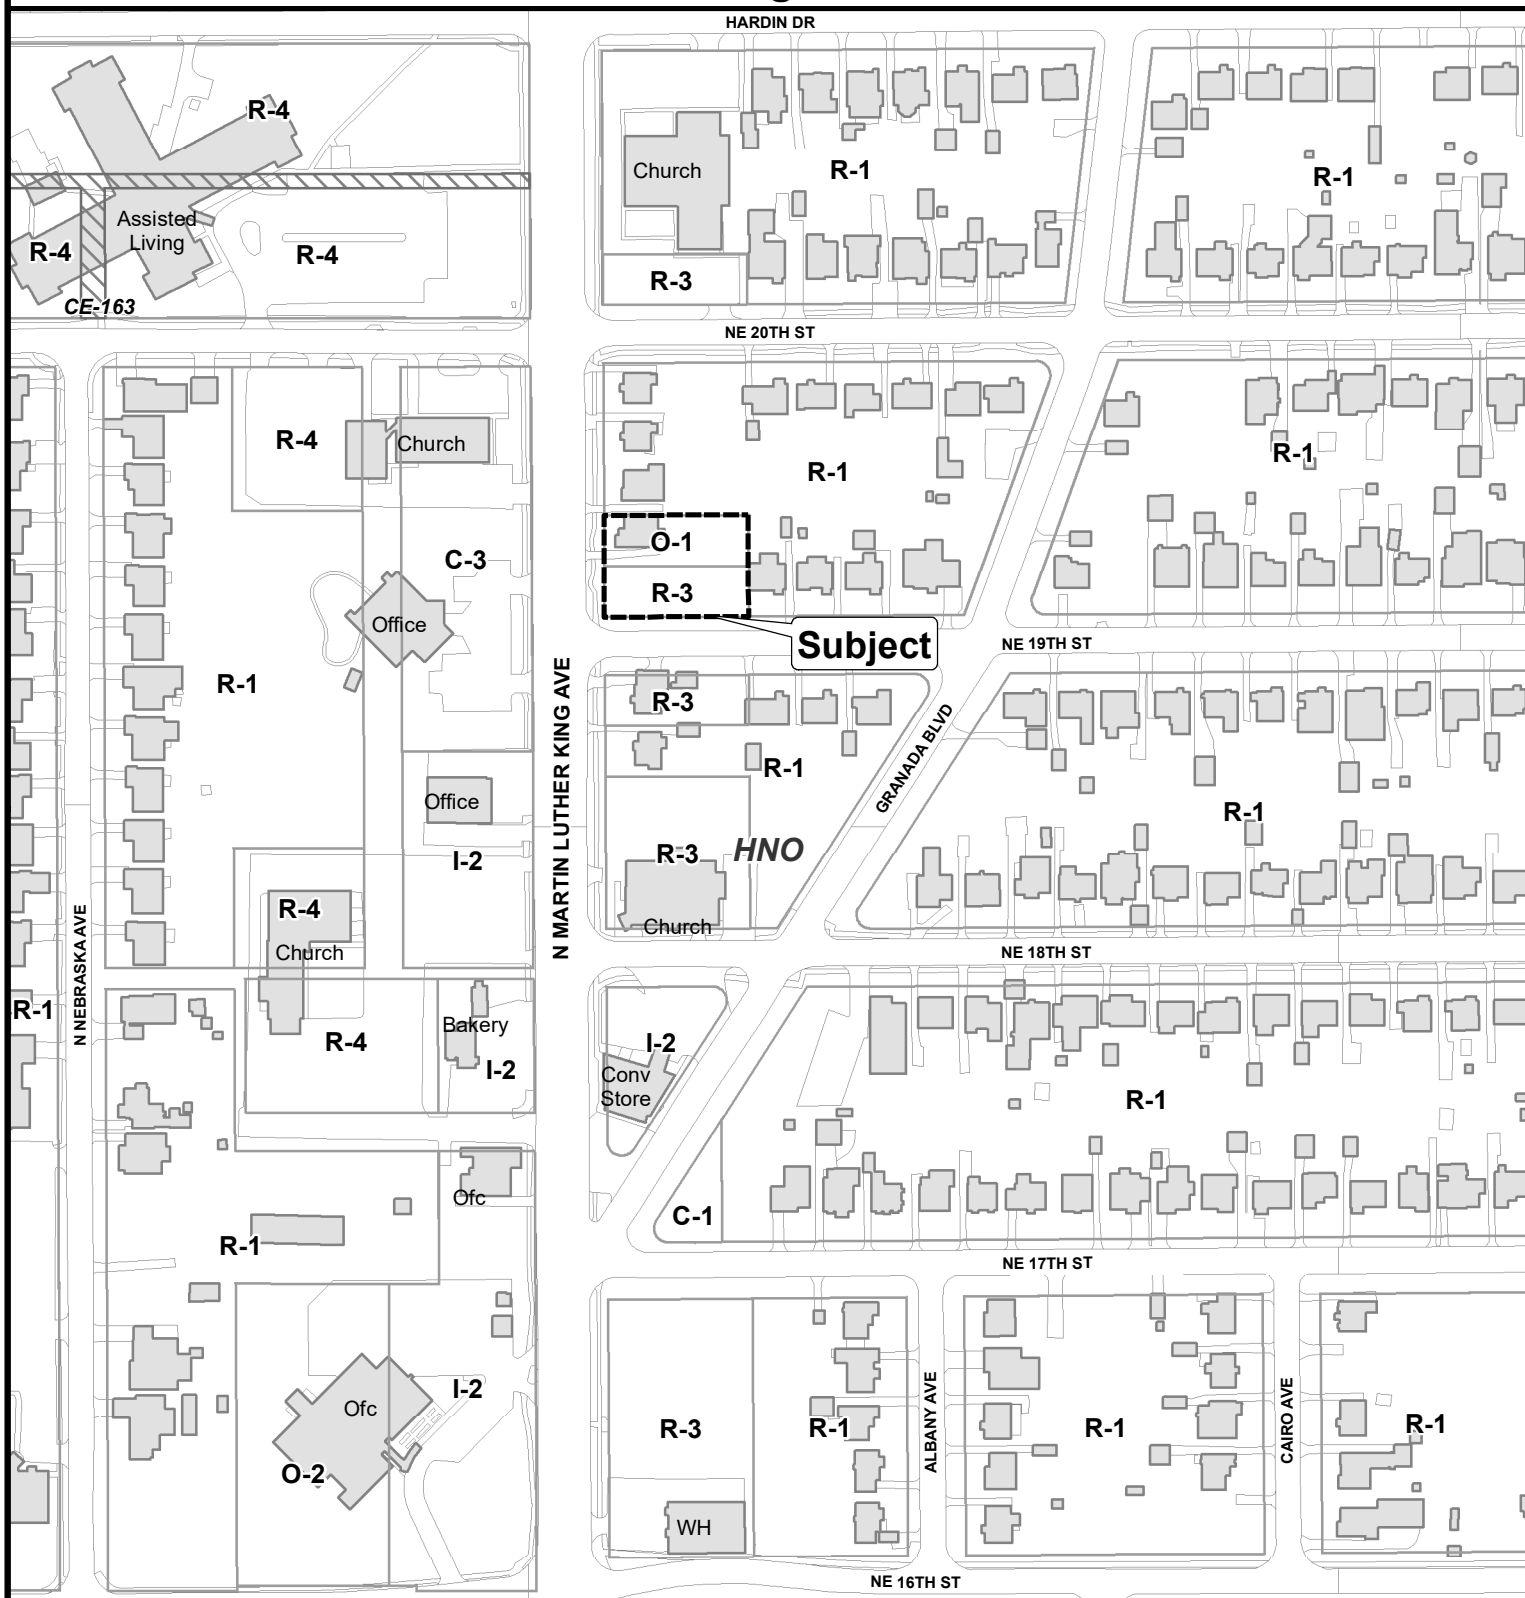 HARDIN DR
R-4
Church
R-1
R-1
Assisted
Living
R-4
R-4
R-3
CE-163
NE 20TH ST
R-4
Church
R-1
R-1
O-1
C-3
R-3
Office
Subject
NE 19TH ST
R-1
R-3
N MARTIN LUTHER KING AVE
GRANADA BLVD
R-1
Office
R-1
I-2
R-3
HNO
R-4
Church
Church
N NEBRASKA AVE
NE 18TH ST
R-1
Bakery
R-4
I-2
I-2
Conv
Store
R-1
Ofc
C-1
R-1
NE 17TH ST
I-2
Ofc
R-3
R-1
ALBANY AVE
R-1
CAIRO AVE
R-1
O-2
WH
NE 16TH ST